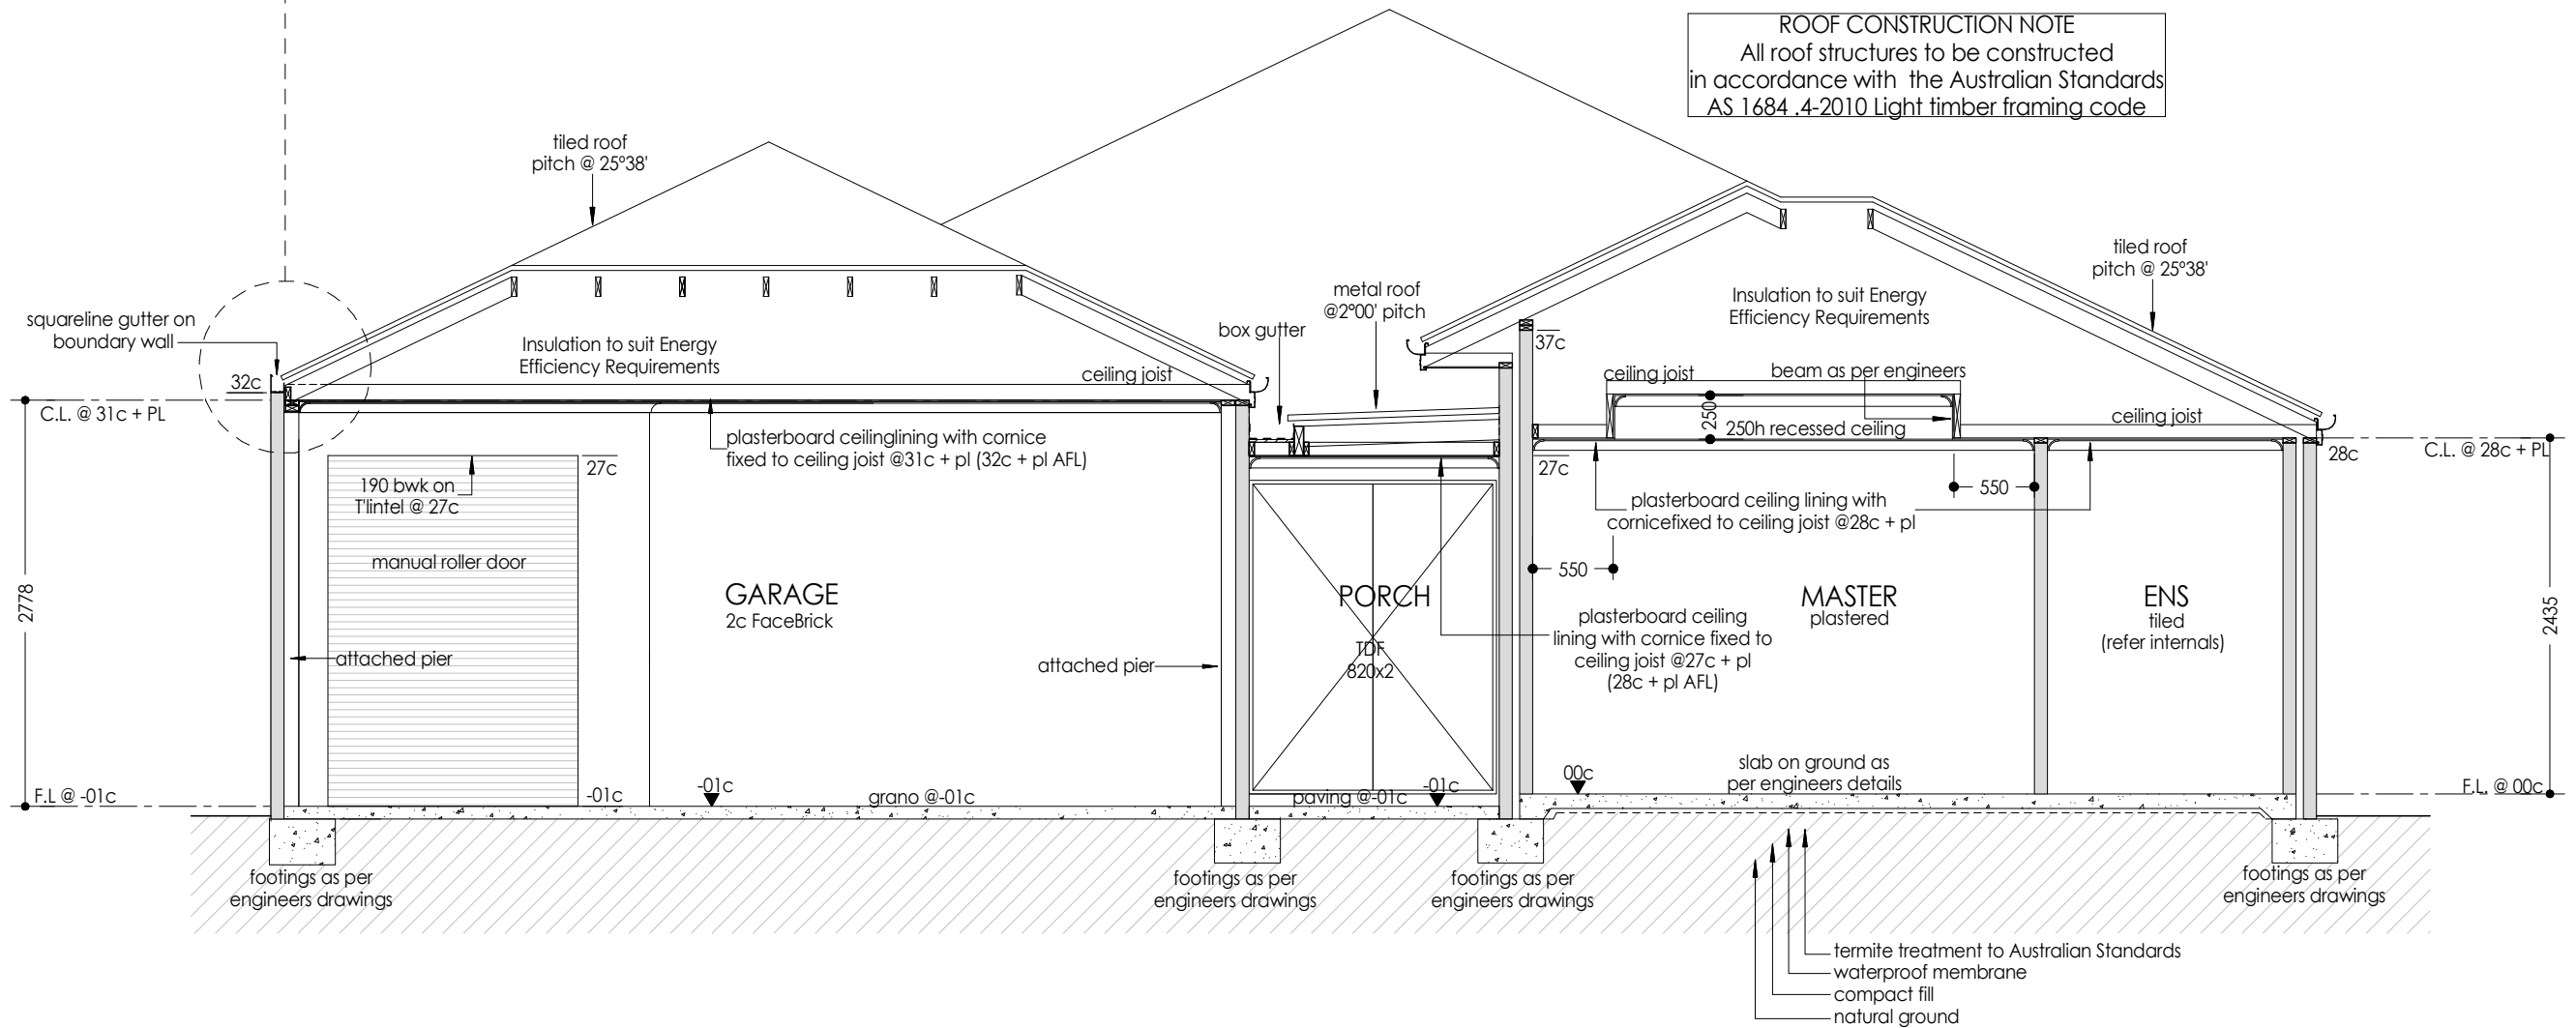 ROOF CONSTRUCTION NOTE
All roof structures to be constructed
in accordance with the Australian Standards
AS 1684 .4-2010 Light timber framing code
tiled roof
pitch @ 25°38'
tiled roof
pitch @ 25°38'
metal roof
@2°00' pitch
box gutter
squareline gutter on
boundary wall
Insulation to suit Energy
Efficiency Requirements
Insulation to suit Energy
Efficiency Requirements
37c
32c
ceiling joist
ceiling joist
beam as per engineers
C.L. @ 31c + PL
250
250h recessed ceiling
ceiling joist
plasterboard ceilinglining with cornice
fixed to ceiling joist @31c + pl (32c + pl AFL)
28c
C.L. @ 28c + PL
27c
27c
190 bwk on
T'lintel @ 27c
550
plasterboard ceiling lining with
cornicefixed to ceiling joist @28c + pl
manual roller door
550
2778
GARAGE
2c FaceBrick
PORCH
MASTER
plastered
ENS
tiled
(refer internals)
2435
plasterboard ceiling
lining with cornice fixed to
ceiling joist @27c + pl
(28c + pl AFL)
TDF
820x2
attached pier
attached pier
slab on ground as
per engineers details
00c
F.L @ -01c
-01c
-01c
grano @-01c
paving @-01c
-01c
F.L. @ 00c
footings as per
engineers drawings
footings as per
engineers drawings
footings as per
engineers drawings
footings as per
engineers drawings
termite treatment to Australian Standards
waterproof membrane
compact fill
natural ground